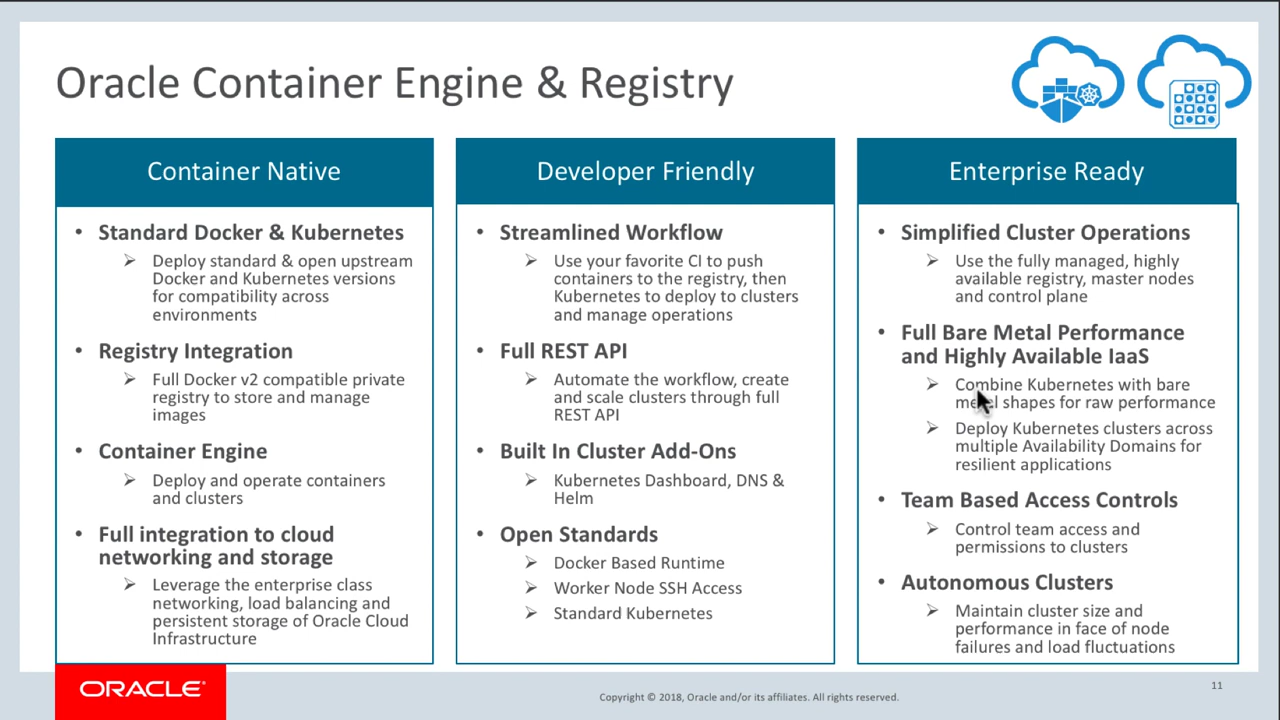 Oracle Container Engine & Registry
Container Native
• Standard Docker & Kubernetes
➢ Deploy standard & open upstream
Docker and Kubernetes versions
for compatibility across
environments
• Registry Integration
➢ Full Docker v2 compatible private
registry to store and manage
images
• Container Engine
➢ Deploy and operate containers
and clusters
• Full integration to cloud
networking and storage
➢ Leverage the enterprise class
networking, load balancing and
persistent storage of Oracle Cloud
Infrastructure
Developer Friendly
• Streamlined Workflow
➢ Use your favorite CI to push
containers to the registry, then
Kubernetes to deploy to clusters
and manage operations
• Full REST API
➢ Automate the workflow, create
and scale clusters through full
REST API
• Built In Cluster Add-Ons
➢ Kubernetes Dashboard, DNS &
Helm
• Open Standards
➢ Docker Based Runtime
➢ Worker Node SSH Access
➢ Standard Kubernetes
Enterprise Ready
• Simplified Cluster Operations
➢ Use the fully managed, highly
available registry, master nodes
and control plane
• Full Bare Metal Performance
and Highly Available IaaS
➢ Combine Kubernetes with bare
metal shapes for raw performance
➢ Deploy Kubernetes clusters across
multiple Availability Domains for
resilient applications
• Team Based Access Controls
➢ Control team access and
permissions to clusters
• Autonomous Clusters
➢ Maintain cluster size and
performance in face of node
failures and load fluctuations
ORACLE®
Copyright © 2018, Oracle and/or its affiliates. All rights reserved.
11